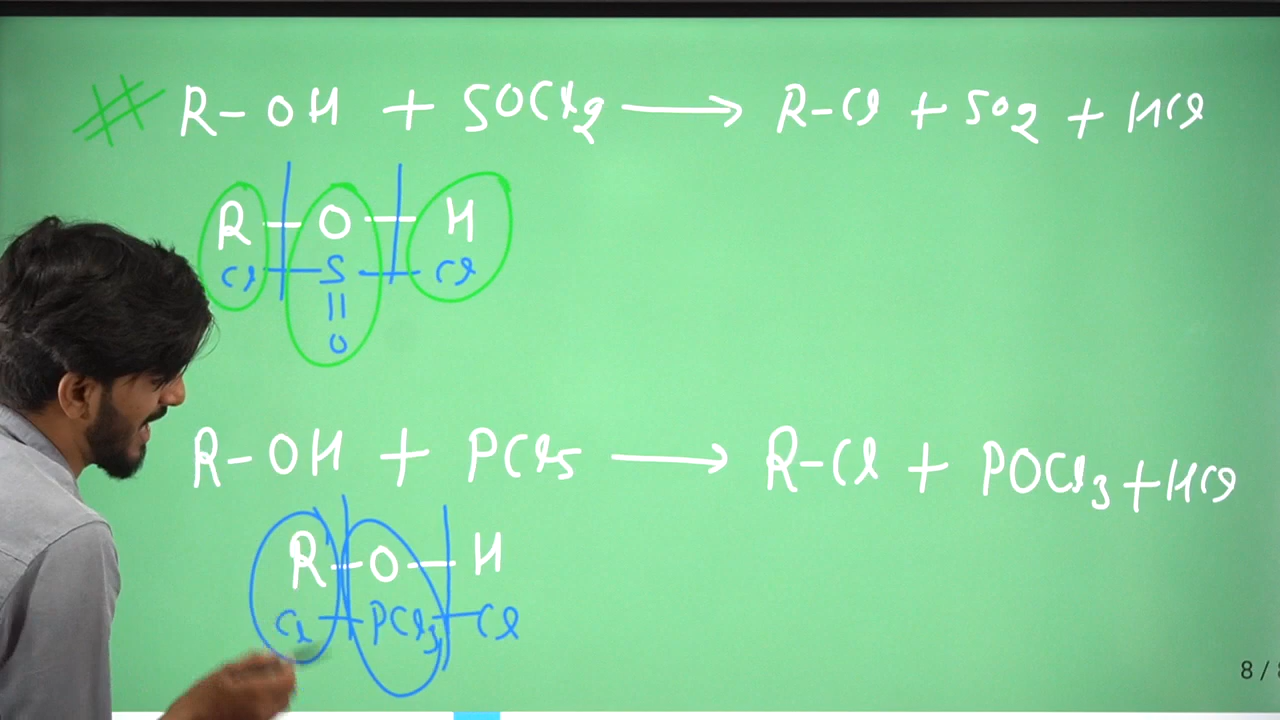 # R-OH + SOCl2 ⟶ R-Cl + SO2 + HCl
R-O-H
Cl-S-Cl
||
O
R-OH + PCl5 ⟶ R-Cl + POCl3 + HCl
R-O-H
Cl-PCl3-Cl
8 / 8